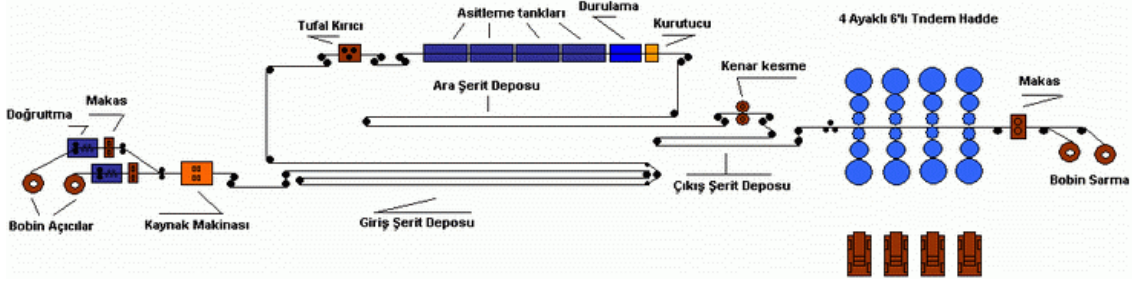 Asitleme tankları
Durulama
Tufal Kırıcı
Kurutucu
4 Ayaklı 6'lı Tndem Hadde
Kenar kesme
Makas
Ara Şerit Deposu
Makas
Doğrultma
Bobin Sarma
Çıkış Şerit Deposu
Bobin Açıcılar
Kaynak Makinası
Giriş Şerit Deposu